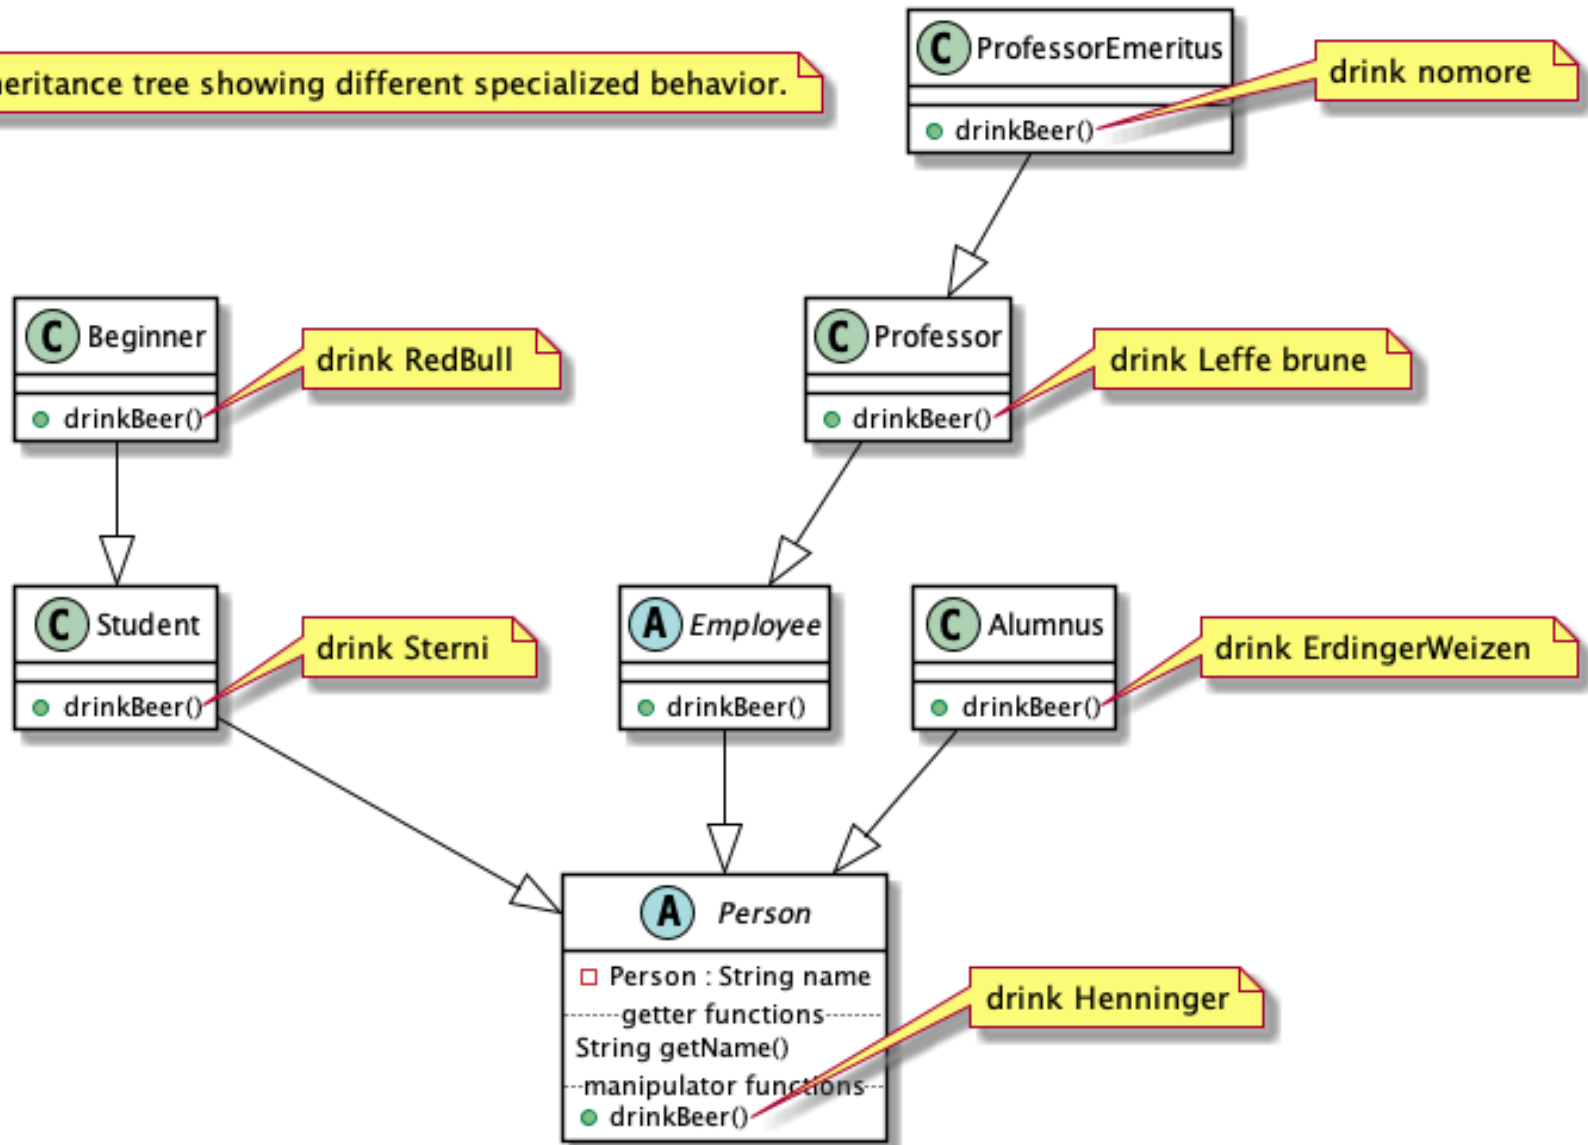 eritance tree showing different specialized behavior.
C ProfessorEmeritus
drinkBeer()
drink nomore
C Beginner
drinkBeer()
drink RedBull
C Professor
drinkBeer()
drink Leffe brune
C Student
drinkBeer()
drink Sterni
A Employee
drinkBeer()
C Alumnus
drinkBeer()
drink ErdingerWeizen
A Person
Person : String name
getter functions
String getName()
manipulator functions
drinkBeer()
drink Henninger